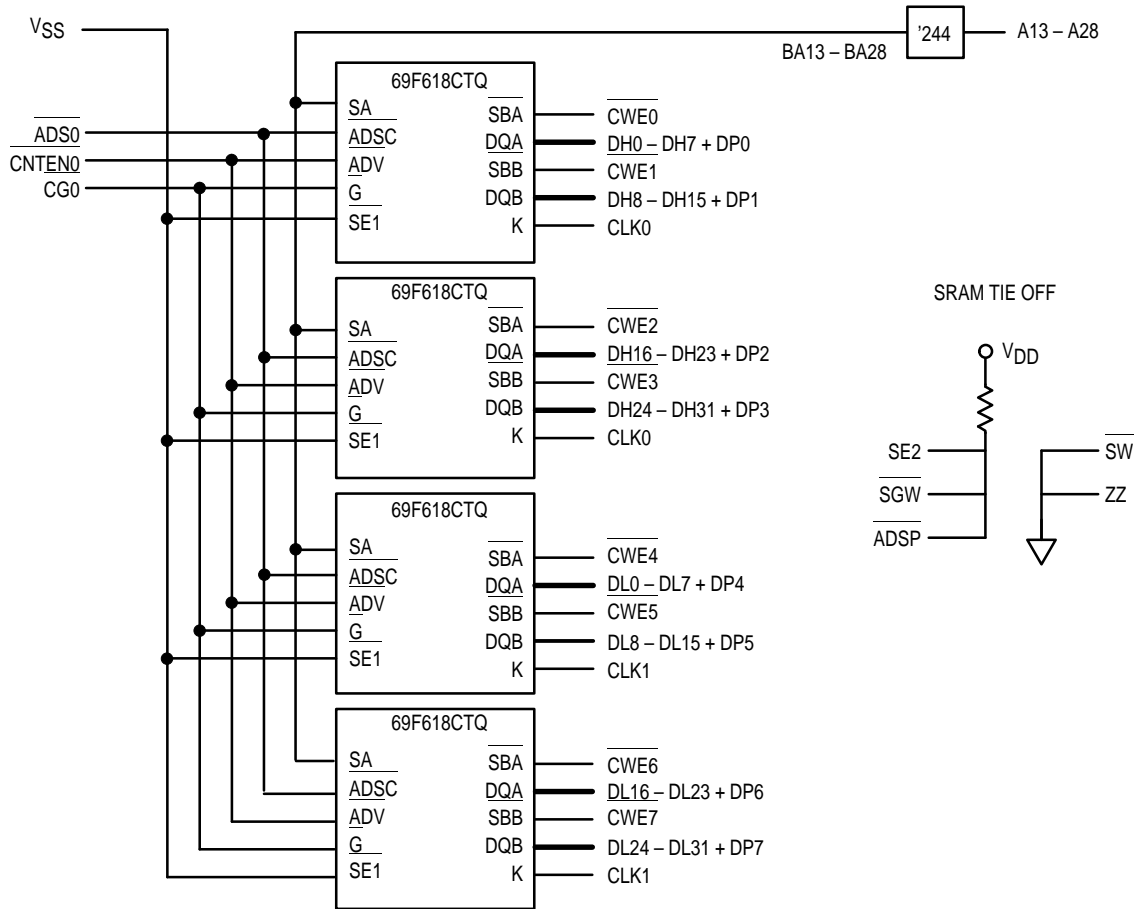 VSS
'244
A13 – A28
BA13 – BA28
ADS0
CNTEN0
CG0
69F618CTQ
SA
ADSC
ADV
G
SE1
SBA
DQA
SBB
DQB
K
CWE0
DH0 – DH7 + DP0
CWE1
DH8 – DH15 + DP1
CLK0
69F618CTQ
SA
ADSC
ADV
G
SE1
SBA
DQA
SBB
DQB
K
CWE2
DH16 – DH23 + DP2
CWE3
DH24 – DH31 + DP3
CLK0
69F618CTQ
SA
ADSC
ADV
G
SE1
SBA
DQA
SBB
DQB
K
CWE4
DL0 – DL7 + DP4
CWE5
DL8 – DL15 + DP5
CLK1
69F618CTQ
SA
ADSC
ADV
G
SE1
SBA
DQA
SBB
DQB
K
CWE6
DL16 – DL23 + DP6
CWE7
DL24 – DL31 + DP7
CLK1
SRAM TIE OFF
VDD
SE2
SGW
ADSP
SW
ZZ